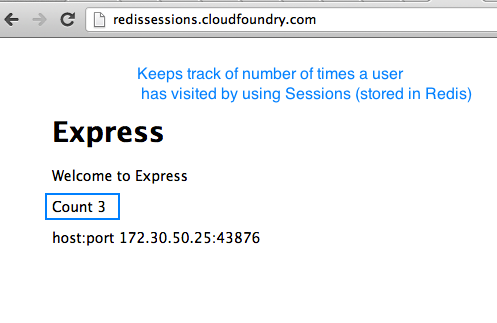 redissessions.cloudfoundry.com
Keeps track of number of times a user
has visited by using Sessions (stored in Redis)
Express
Welcome to Express
Count 3
host:port 172.30.50.25:43876